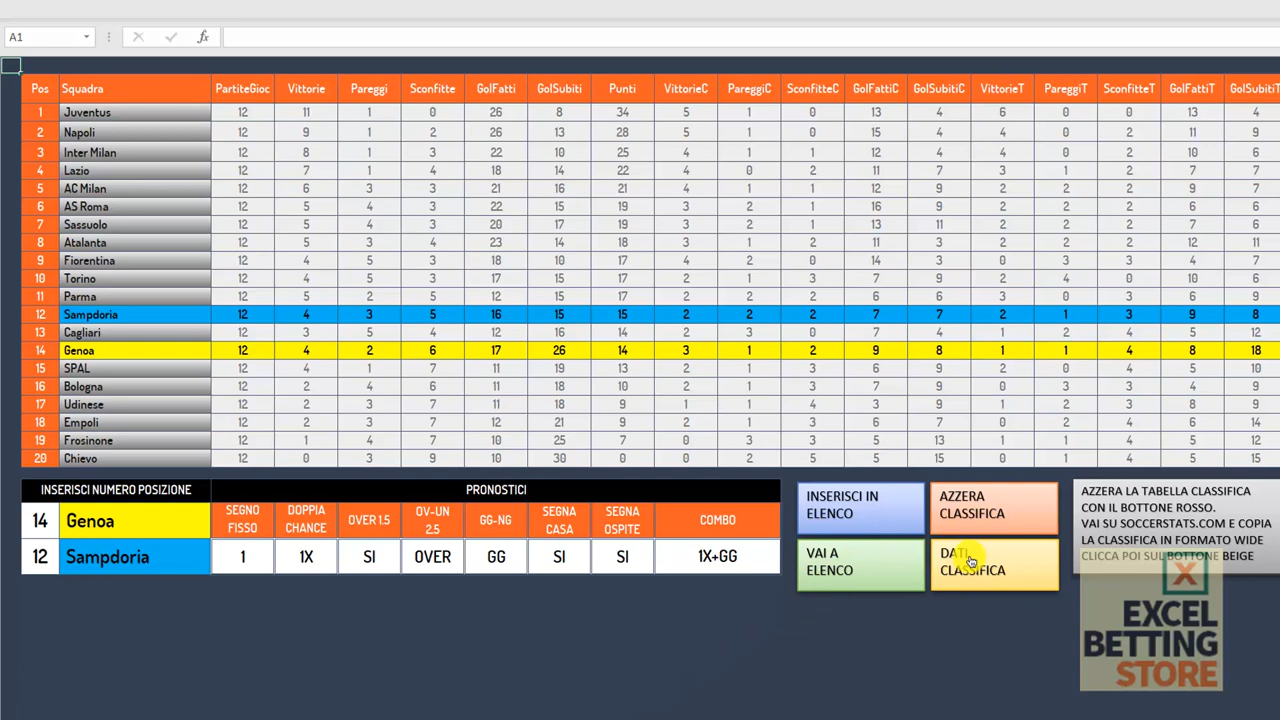 A1
fx
Pos Squadra PartiteGioc Vittorie Pareggi Sconfitte GolFatti GolSubiti Punti VittorieC PareggiC SconfitteC GolFattiC GolSubitiC VittorieT PareggiT SconfitteT GolFattiT GolSubitiT
1 Juventus 12 11 1 0 26 8 34 5 1 0 13 4 6 0 0 13 4
2 Napoli 12 9 1 2 26 13 28 5 1 0 15 4 4 0 2 11 9
3 Inter Milan 12 8 1 3 22 10 25 4 1 1 12 4 4 0 2 10 6
4 Lazio 12 7 1 4 18 14 22 4 0 2 11 7 3 1 2 7 7
5 AC Milan 12 6 3 3 21 16 21 4 1 1 12 9 2 2 2 9 7
6 AS Roma 12 5 4 3 22 15 19 3 2 1 16 9 2 2 2 6 6
7 Sassuolo 12 5 4 3 20 17 19 3 2 1 13 11 2 2 2 7 6
8 Atalanta 12 5 3 4 23 14 18 3 1 2 11 3 2 2 2 12 11
9 Fiorentina 12 4 5 3 18 10 17 4 2 0 14 3 0 3 3 4 7
10 Torino 12 4 5 3 17 15 17 2 1 3 7 9 2 4 0 10 6
11 Parma 12 5 2 5 12 15 17 2 2 2 6 6 3 0 3 6 9
12 Sampdoria 12 4 3 5 16 15 15 2 2 2 7 7 2 1 3 9 8
13 Cagliari 12 3 5 4 12 16 14 2 3 0 7 4 1 2 4 5 12
14 Genoa 12 4 2 6 17 26 14 3 1 2 9 8 1 1 4 8 18
15 SPAL 12 4 1 7 11 19 13 2 1 3 6 9 2 0 4 5 10
16 Bologna 12 2 4 6 11 18 10 2 1 3 7 9 0 3 3 4 9
17 Udinese 12 2 3 7 11 18 9 1 1 4 3 9 1 2 3 8 9
18 Empoli 12 2 3 7 12 21 9 2 1 3 6 7 0 2 4 6 14
19 Frosinone 12 1 4 7 10 25 7 0 3 3 5 13 1 1 4 5 12
20 Chievo 12 0 3 9 10 30 0 0 2 5 5 15 0 1 4 5 15
INSERISCI NUMERO POSIZIONE PRONOSTICI
14 Genoa SEGNO FISSO DOPPIA CHANCE OVER 1.5 OV-UN 2.5 GG-NG SEGNA CASA SEGNA OSPITE COMBO
12 Sampdoria 1 1X SI OVER GG SI SI 1X+GG
INSERISCI IN
ELENCO
AZZERA
CLASSIFICA
VAI A
ELENCO
DATI
CLASSIFICA
AZZERA LA TABELLA CLASSIFICA
CON IL BOTTONE ROSSO.
VAI SU SOCCERSTATS.COM E COPIA
LA CLASSIFICA IN FORMATO WIDE
CLICCA POI SUL BOTTONE BEIGE
X
EXCEL
BETTING
STORE